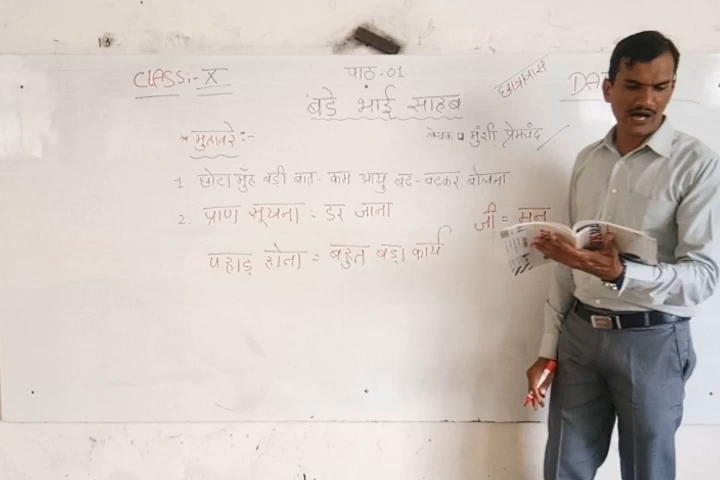 CLASS:- X
पाठ-01
छात्रावास
DA
बड़े भाई साहब
* मुहावरे :-
लेखक मुंशी प्रेमचंद
1 छोटा मुँह बड़ी बात - कम आयु बढ़-चढ़कर बोलना
2. प्राण सूखना = डर जाना
जी = मन
पहाड़ होना = बहुत बड़ा कार्य